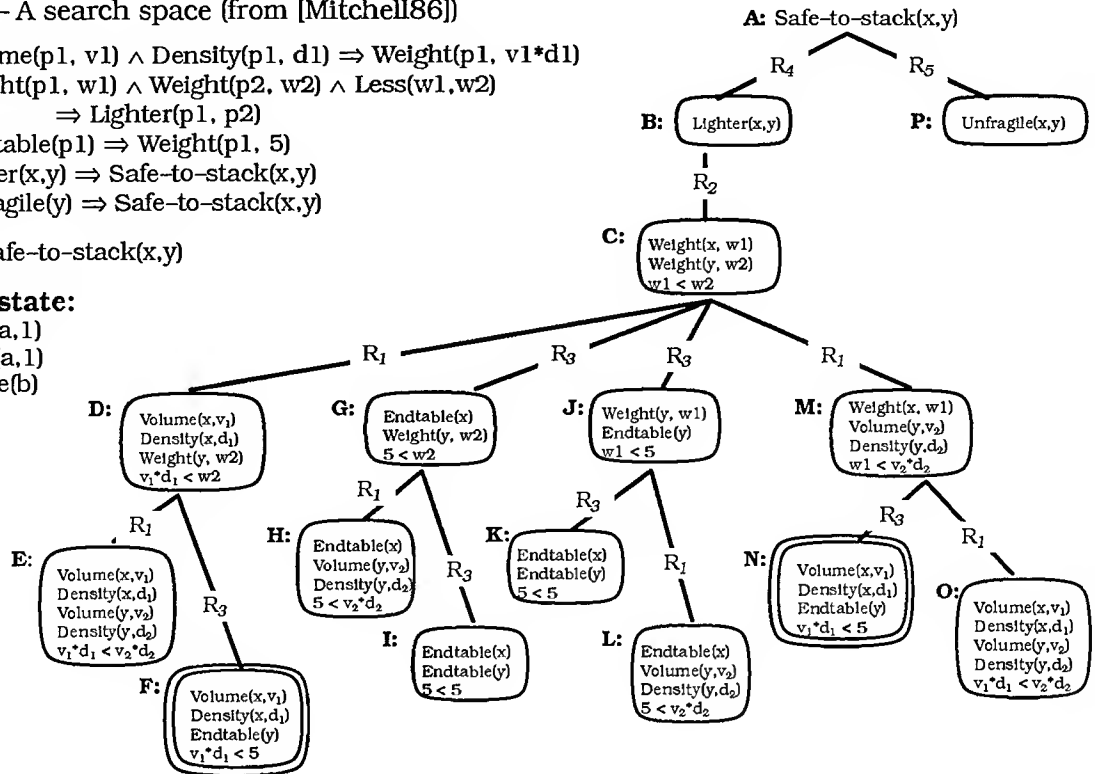 - A search space (from [Mitchell86])
me(p1, v1) ∧ Density(p1, d1) ⇒ Weight(p1, v1*d1)
ht(p1, w1) ∧ Weight(p2, w2) ∧ Less(w1,w2)
⇒ Lighter(p1, p2)
table(p1) ⇒ Weight(p1, 5)
er(x,y) ⇒ Safe-to-stack(x,y)
agile(y) ⇒ Safe-to-stack(x,y)
afe-to-stack(x,y)
state:
a,1)
(a,1)
e(b)
A: Safe-to-stack(x,y)
R4
R5
B:
Lighter(x,y)
P:
Unfragile(x,y)
R2
C:
Weight(x, w1)
Weight(y, w2)
w1 < w2
R1
R3
R3
R1
D:
Volume(x,v₁)
Density(x,d₁)
Weight(y, w2)
v₁*d₁ < w2
G:
Endtable(x)
Weight(y, w2)
5 < w2
J:
Weight(y, w1)
Endtable(y)
w1 < 5
M:
Weight(x, w1)
Volume(y,v₂)
Density(y,d₂)
w1 < v₂*d₂
R1
R3
R1
R3
R3
R1
R3
R1
E:
Volume(x,v₁)
Density(x,d₁)
Volume(y,v₂)
Density(y,d₂)
v₁*d₁ < v₂*d₂
F:
Volume(x,v₁)
Density(x,d₁)
Endtable(y)
v₁*d₁ < 5
H:
Endtable(x)
Volume(y,v₂)
Density(y,d₂)
5 < v₂*d₂
I:
Endtable(x)
Endtable(y)
5 < 5
K:
Endtable(x)
Endtable(y)
5 < 5
L:
Endtable(x)
Volume(y,v₂)
Density(y,d₂)
5 < v₂*d₂
N:
Volume(x,v₁)
Density(x,d₁)
Endtable(y)
v₁*d₁ < 5
O:
Volume(x,v₁)
Density(x,d₁)
Volume(y,v₂)
Density(y,d₂)
v₁*d₁ < v₂*d₂